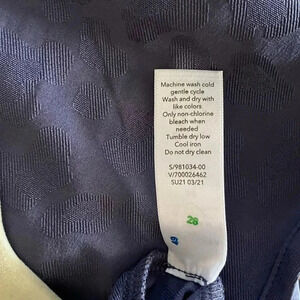 Machine wash cold
gentle cycle
Wash and dry with
like colors
Only non-chlorine
bleach when
needed
Tumble dry low
Cool iron
Do not dry clean
S/981034-00
V/700026462
SU21 03/21
28